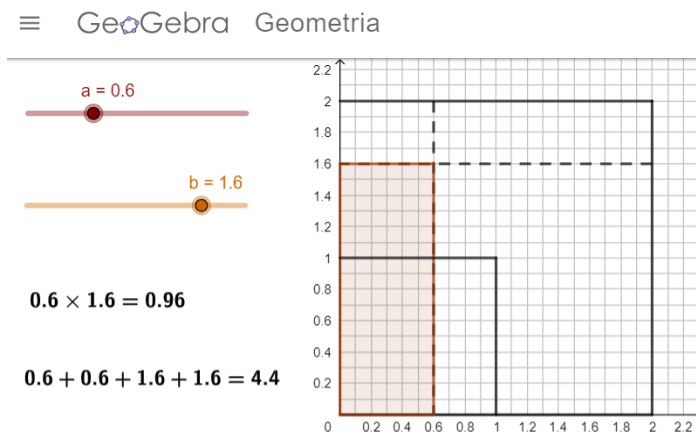 GeoGebra Geometria
a = 0.6
b = 1.6
0.6 × 1.6 = 0.96
0.6 + 0.6 + 1.6 + 1.6 = 4.4
2.2
2
1.8
1.6
1.4
1.2
1
0.8
0.6
0.4
0.2
0 0.2 0.4 0.6 0.8 1 1.2 1.4 1.6 1.8 2 2.2